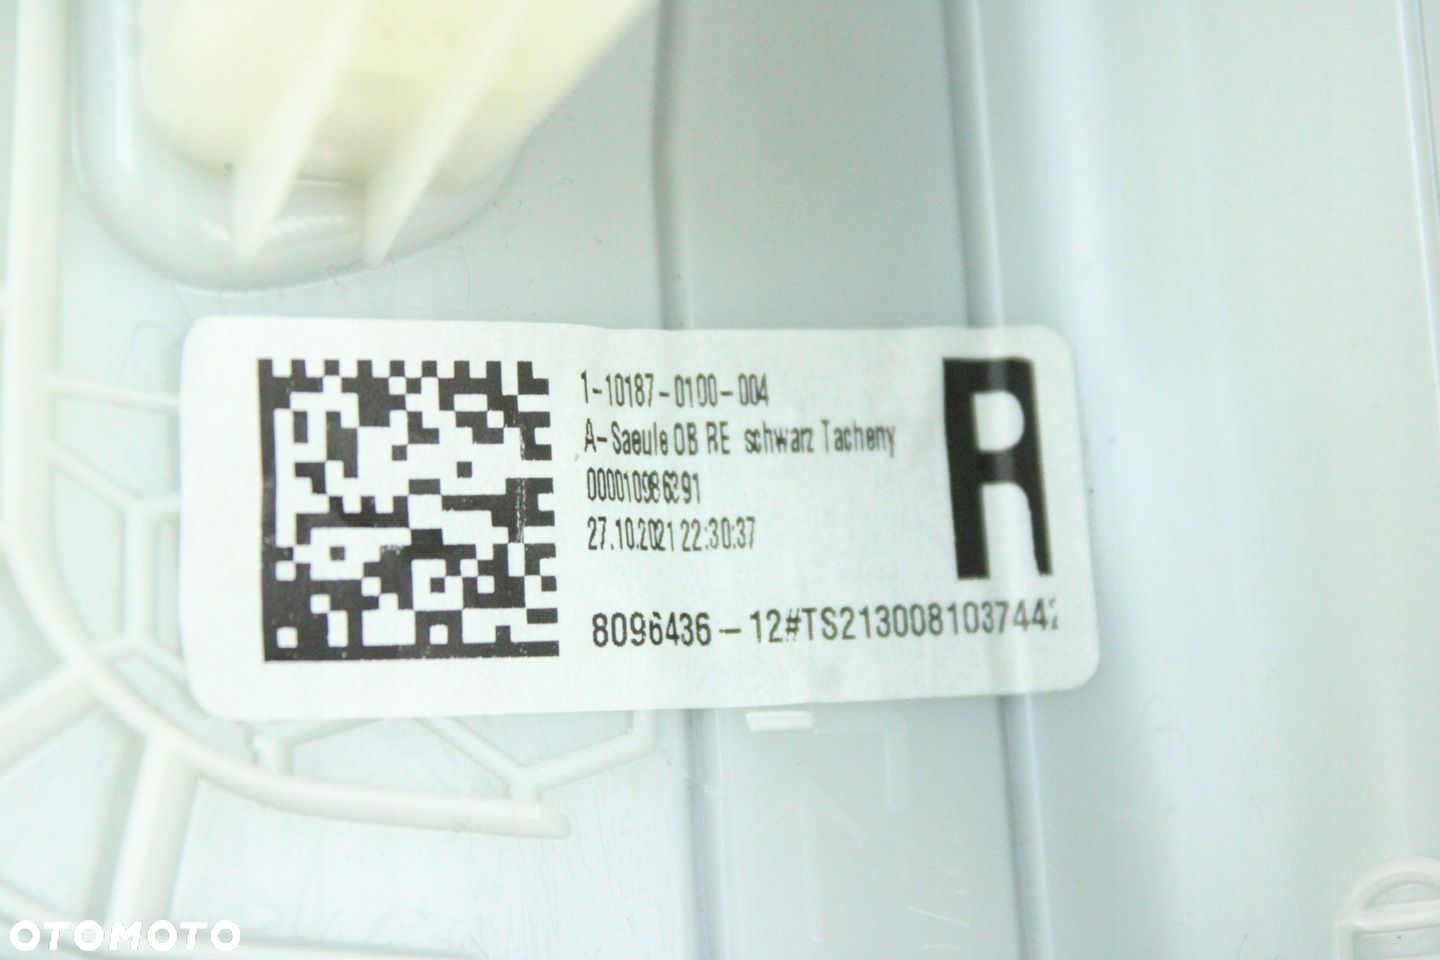 1-10187-0100-004
A-Saeule OB RE schwarz Tacheny
000010986391
27.10.2021 22:30:37
R
8096436-12#TS2130081037442
OTOMOTO